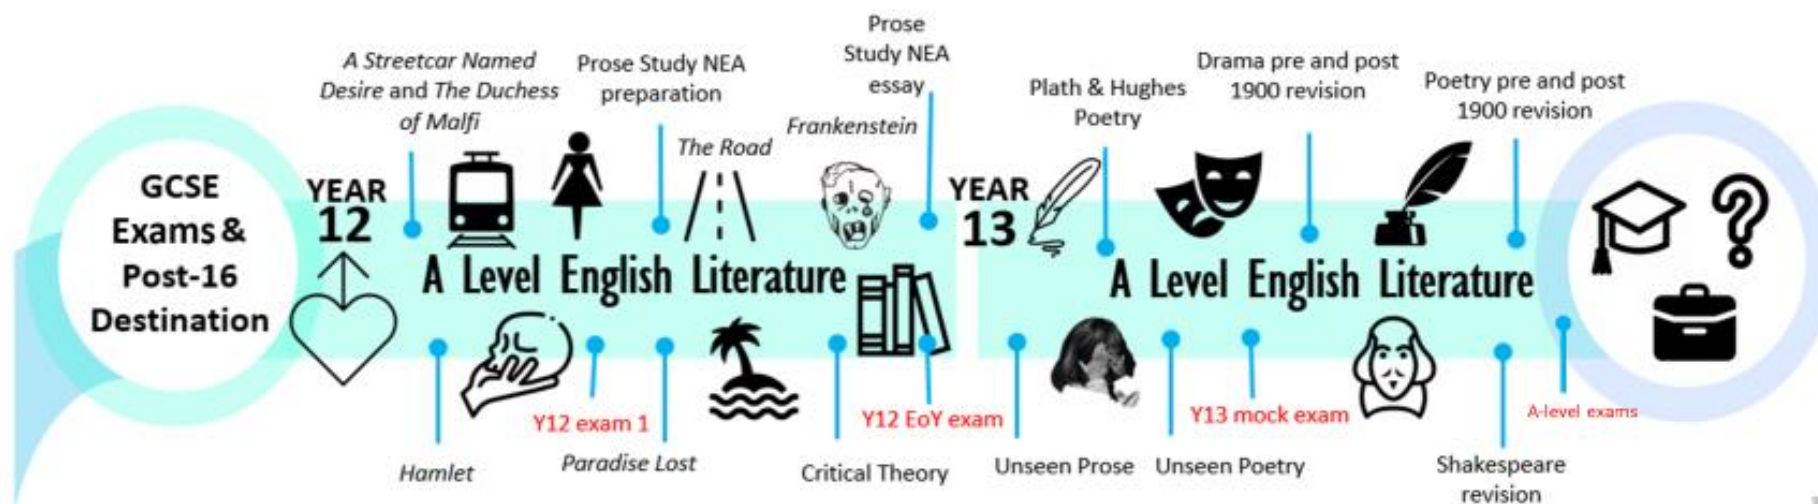 GCSE
Exams &
Post-16
Destination
YEAR
12
A Streetcar Named
Desire and The Duchess
of Malfi
Prose Study NEA
preparation
The Road
Frankenstein
Prose
Study NEA
essay
A Level English Literature
Hamlet
Y12 exam 1
Paradise Lost
Critical Theory
Y12 EoY exam
YEAR
13
Plath & Hughes
Poetry
Drama pre and post
1900 revision
Poetry pre and post
1900 revision
A Level English Literature
Unseen Prose
Unseen Poetry
Y13 mock exam
Shakespeare
revision
A-level exams